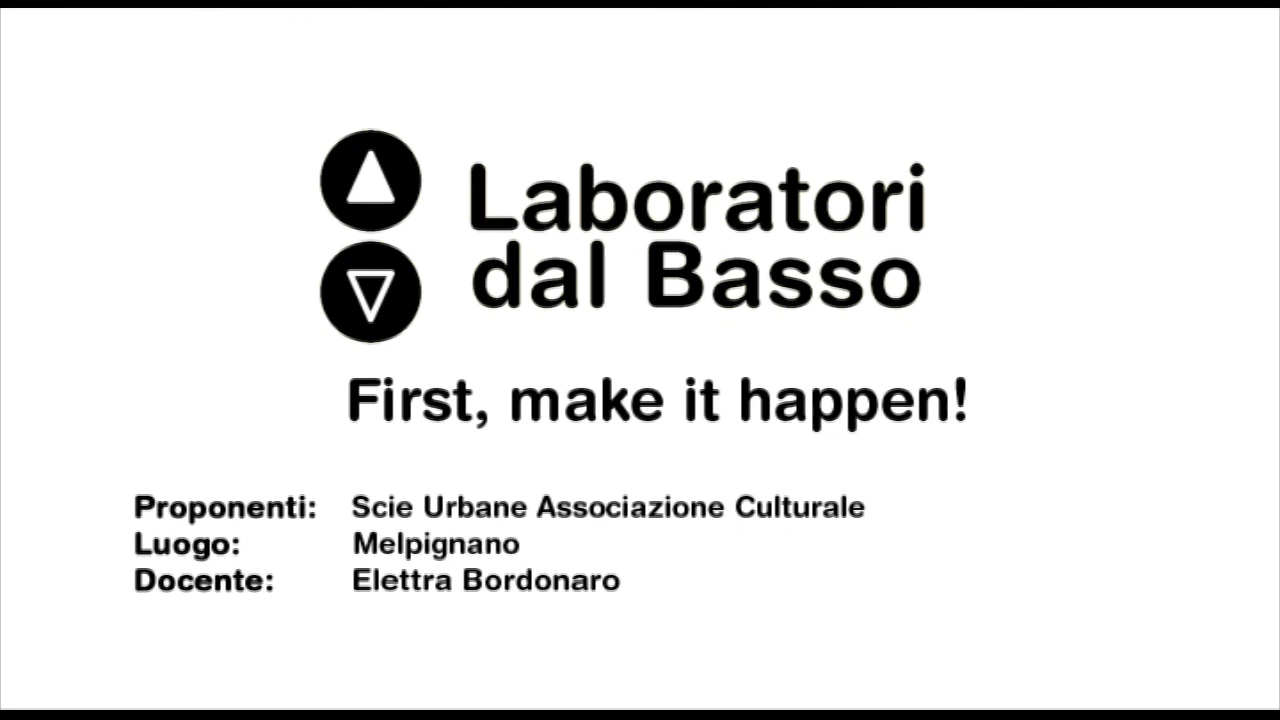 Laboratori
dal Basso
First, make it happen!
Proponenti: Scie Urbane Associazione Culturale
Luogo: Melpignano
Docente: Elettra Bordonaro